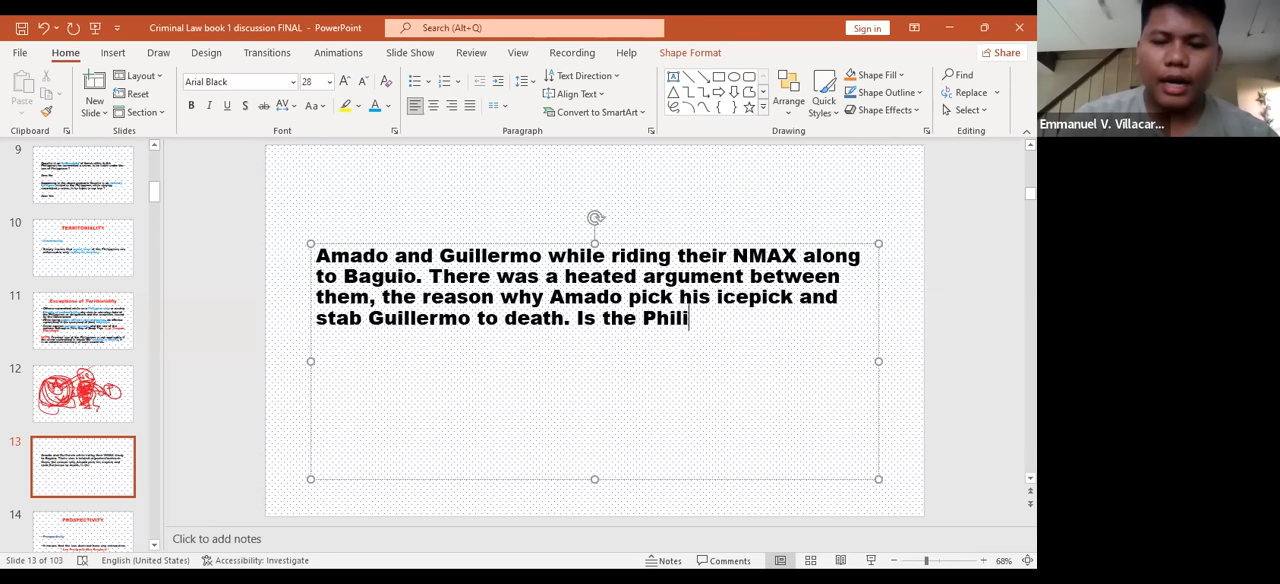 Criminal Law book 1 discussion FINAL - PowerPoint
Search (Alt+Q)
Sign in
File Home Insert Draw Design Transitions Animations Slide Show Review View Recording Help Shape Format
Share
Paste
Clipboard
New Slide
Layout
Reset
Section
Slides
Arial Black 28
Font
Text Direction
Align Text
Convert to SmartArt
Paragraph
Arrange
Quick Styles
Shape Fill
Shape Outline
Shape Effects
Drawing
Find
Replace
Select
Editing
Emmanuel V. Villacar...
9
10
TERRITORIALITY
11
Exceptions of Territoriality
12
13
14
PROSPECTIVITY
Amado and Guillermo while riding their NMAX along
to Baguio. There was a heated argument between
them, the reason why Amado pick his icepick and
stab Guillermo to death. Is the Phili
Click to add notes
Slide 13 of 103
English (United States)
Accessibility: Investigate
Notes
Comments
68%